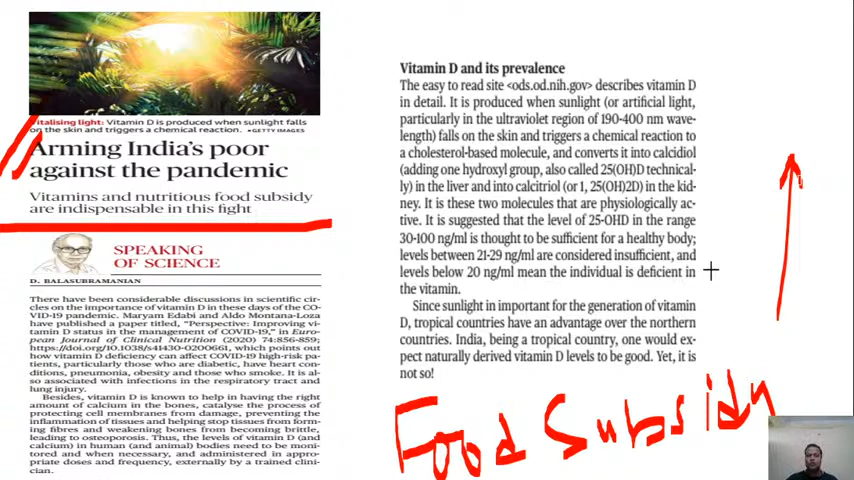 Vitalising light: Vitamin D is produced when sunlight falls
on the skin and triggers a chemical reaction. • GETTY IMAGES
Arming India's poor
against the pandemic
Vitamins and nutritious food subsidy
are indispensable in this fight
SPEAKING
OF SCIENCE
D. BALASUBRAMANIAN
There have been considerable discussions in scientific cir-
cles on the importance of vitamin D in these days of the CO-
VID-19 pandemic. Maryam Edabi and Aldo Montana-Loza
have published a paper titled, "Perspective: Improving vi-
tamin D status in the management of COVID-19," in Euro-
pean Journal of Clinical Nutrition (2020) 74:856-859;
https://doi.org/10.1038/s41430-0200661, which points out
how vitamin D deficiency can affect COVID-19 high-risk pa-
tients, particularly those who are diabetic, have heart con-
ditions, pneumonia, obesity and those who smoke. It is al-
so associated with infections in the respiratory tract and
lung injury.
Besides, vitamin D is known to help in having the right
amount of calcium in the bones, catalyse the process of
protecting cell membranes from damage, preventing the
inflammation of tissues and helping stop tissues from form-
ing fibres and weakening bones from becoming brittle,
leading to osteoporosis. Thus, the levels of vitamin D (and
calcium) in human (and animal) bodies need to be moni-
tored and when necessary, and administered in appro-
priate doses and frequency, externally by a trained clini-
cian.
Vitamin D and its prevalence
The easy to read site <ods.od.nih.gov> describes vitamin D
in detail. It is produced when sunlight (or artificial light,
particularly in the ultraviolet region of 190-400 nm wave-
length) falls on the skin and triggers a chemical reaction to
a cholesterol-based molecule, and converts it into calcidiol
(adding one hydroxyl group, also called 25(OH)D technical-
ly) in the liver and into calcitriol (or 1, 25(OH)2D) in the kid-
ney. It is these two molecules that are physiologically ac-
tive. It is suggested that the level of 25-OHD in the range
30-100 ng/ml is thought to be sufficient for a healthy body;
levels between 21-29 ng/ml are considered insufficient, and
levels below 20 ng/ml mean the individual is deficient in
the vitamin.
Since sunlight in important for the generation of vitamin
D, tropical countries have an advantage over the northern
countries. India, being a tropical country, one would ex-
pect naturally derived vitamin D levels to be good. Yet, it is
not so!
Food Subsidy